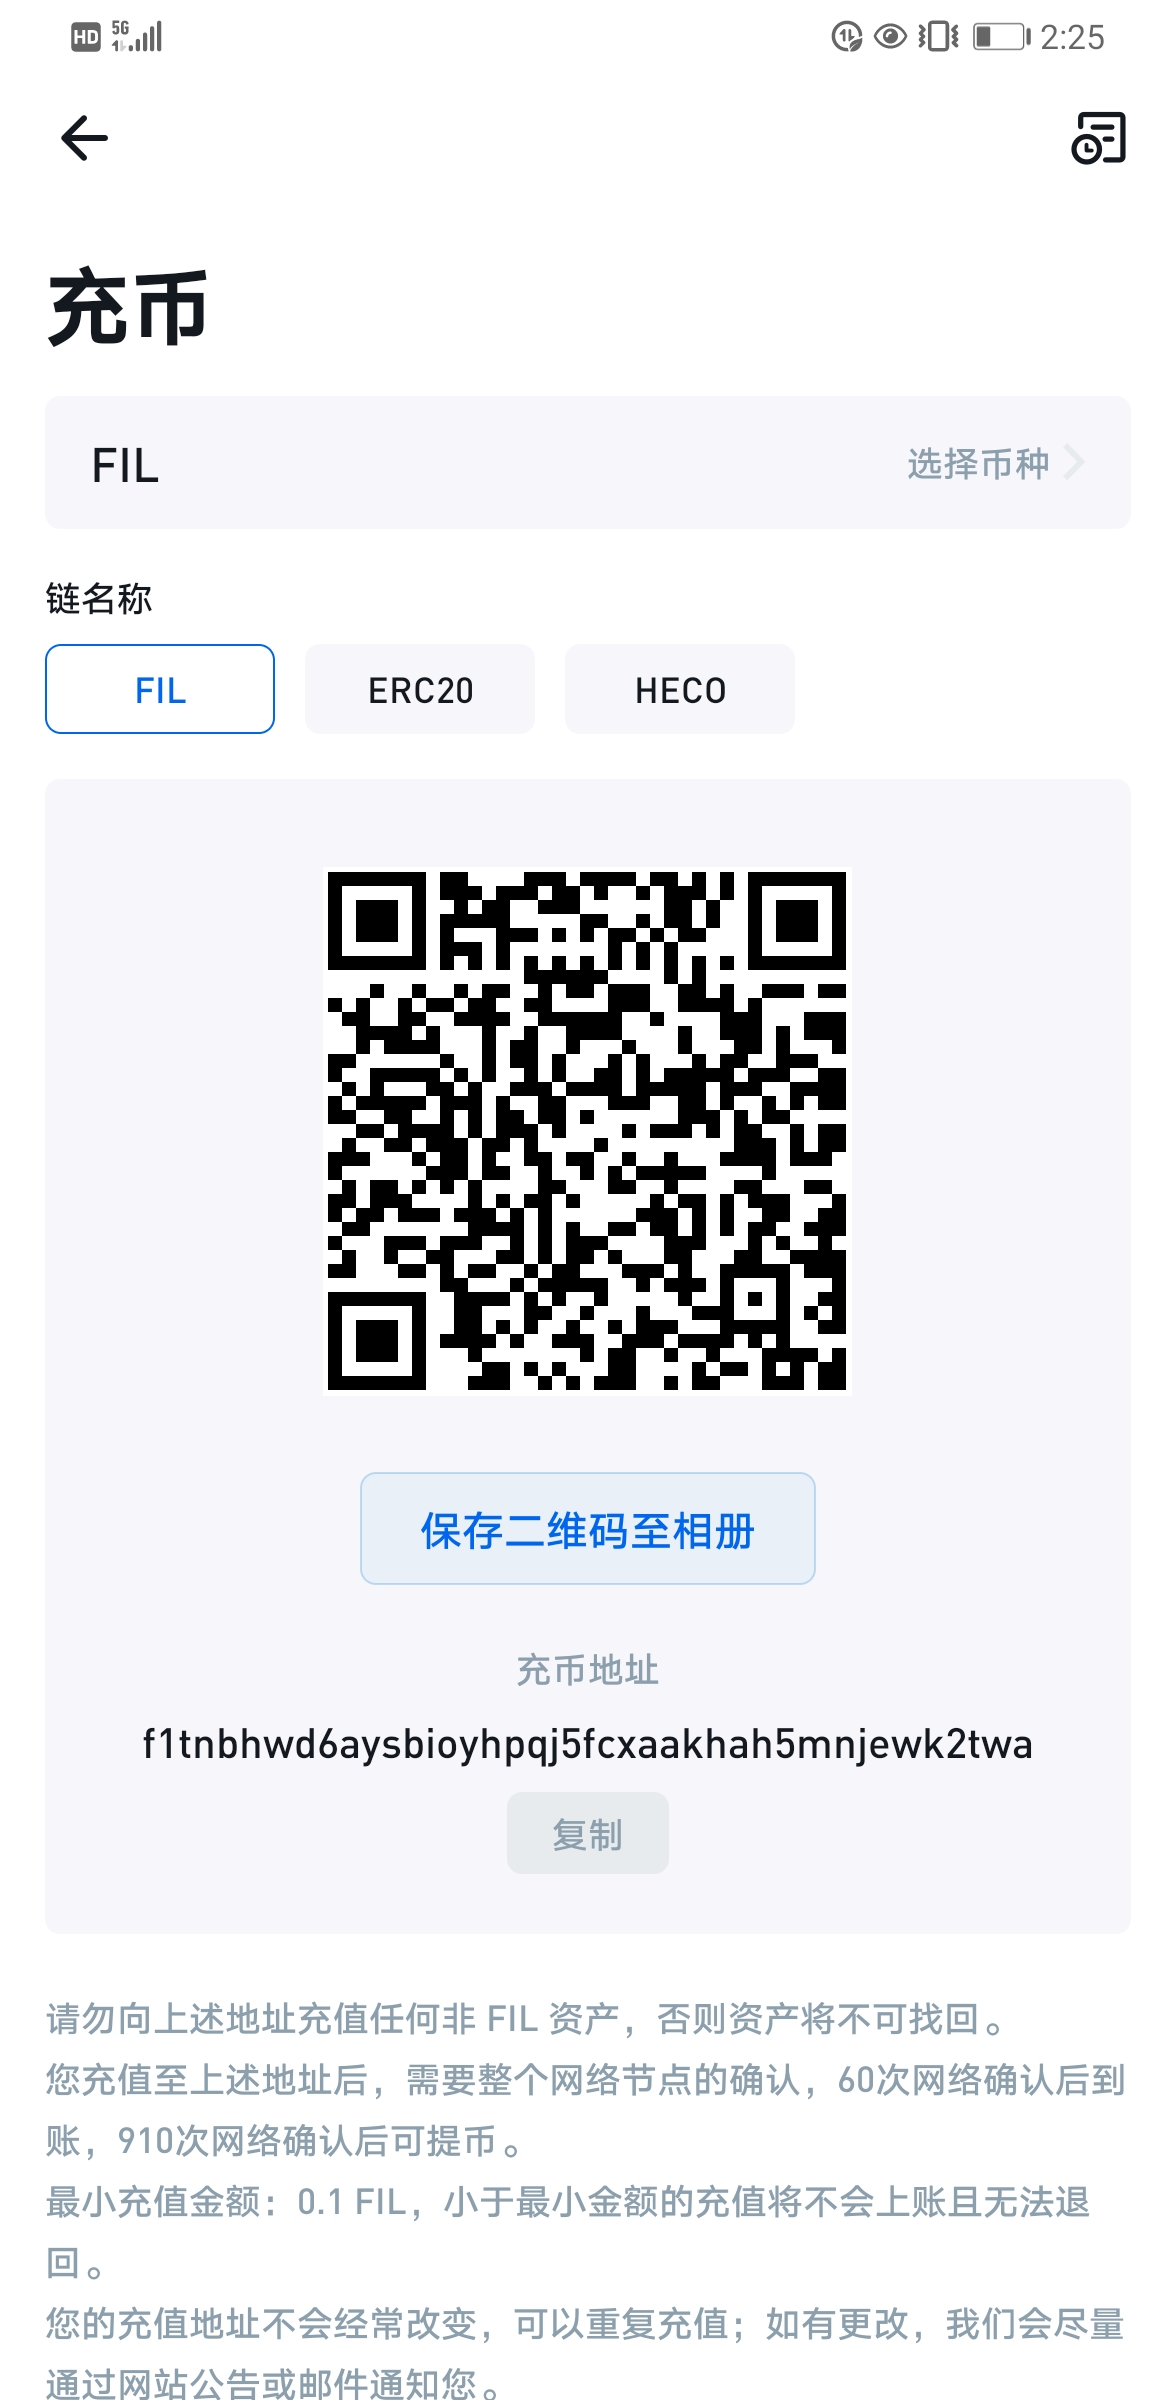 HD 5G 2:25
充币
FIL 选择币种
链名称
FIL ERC20 HECO
保存二维码至相册
充币地址
f1tnbhwd6aysbioyhpqj5fcxaakhah5mnjewk2twa
复制
请勿向上述地址充值任何非 FIL 资产，否则资产将不可找回。
您充值至上述地址后，需要整个网络节点的确认，60次网络确认后到
账，910次网络确认后可提币。
最小充值金额：0.1 FIL，小于最小金额的充值将不会上账且无法退
回。
您的充值地址不会经常改变，可以重复充值；如有更改，我们会尽量
通过网站公告或邮件通知您。